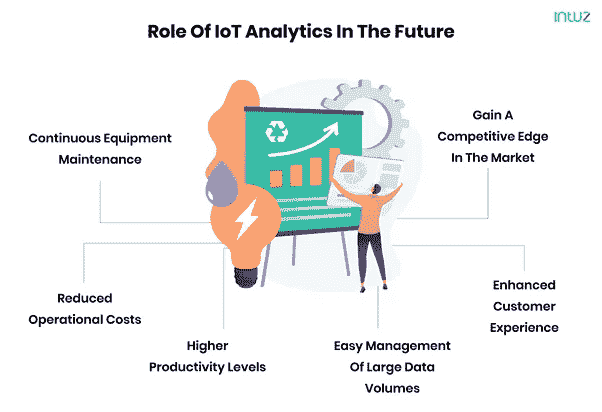 INTUZ
Role Of IoT Analytics In The Future
Continuous Equipment
Maintenance
Gain A
Competitive Edge
In The Market
Reduced
Operational Costs
Higher
Productivity Levels
Easy Management
Of Large Data
Volumes
Enhanced
Customer
Experience